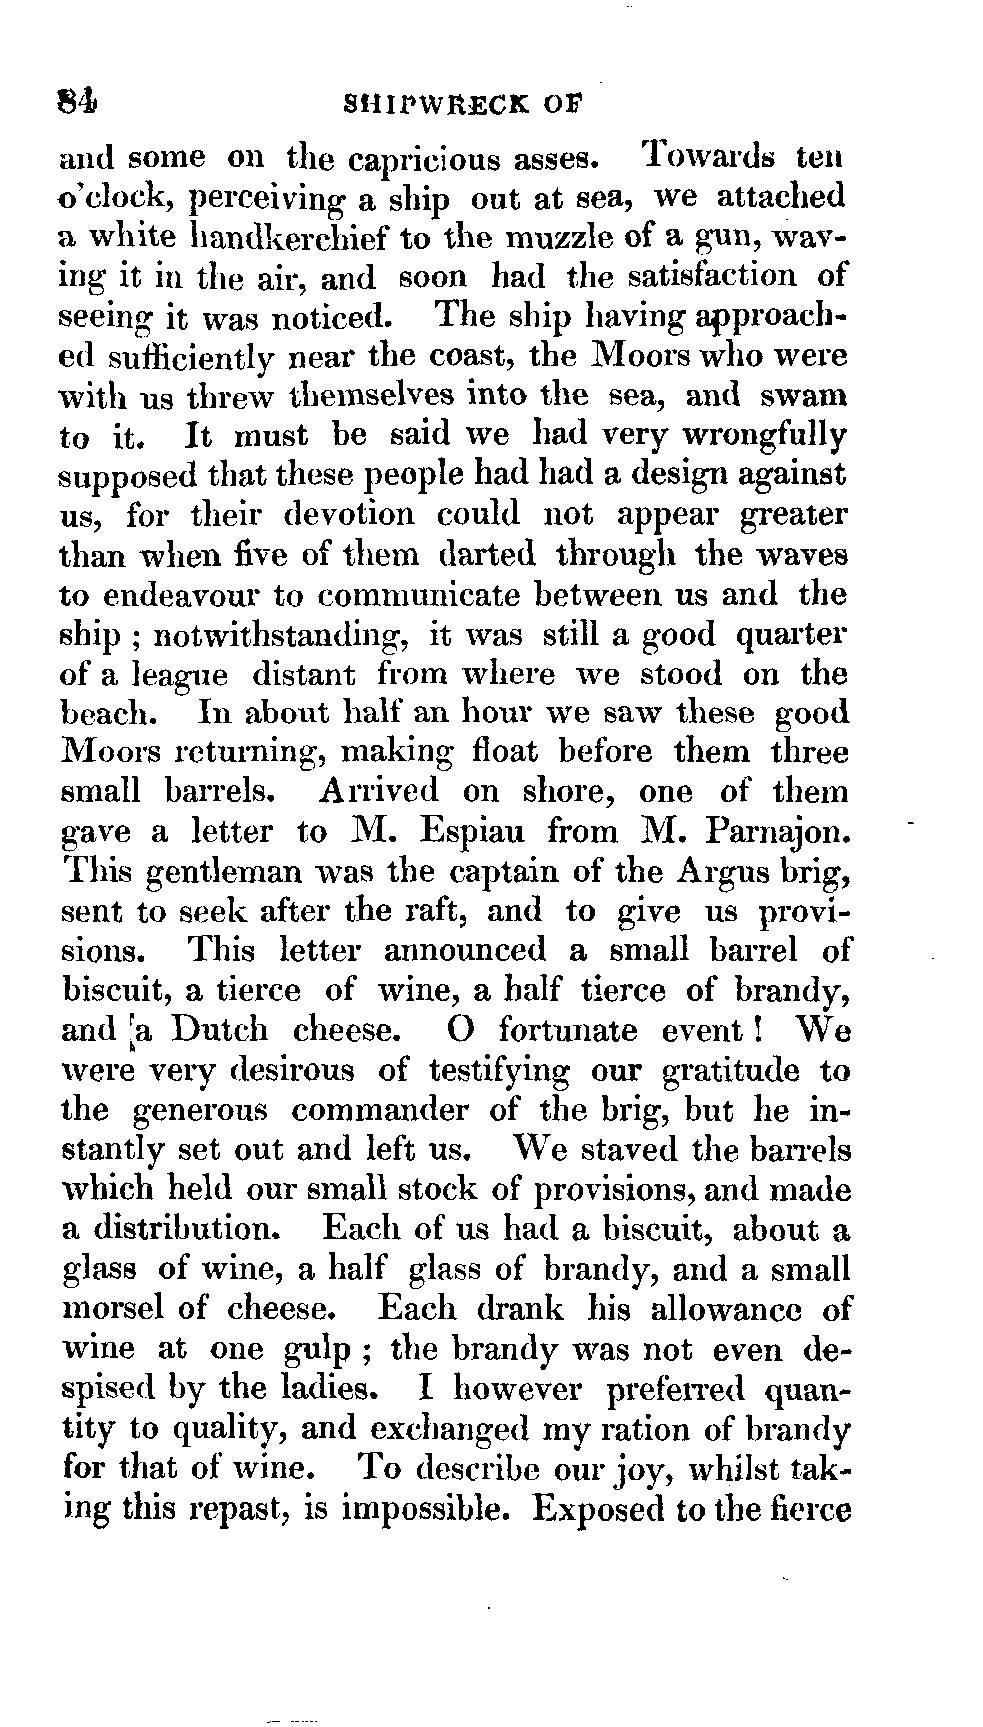 84 SHIPWRECK OF
and some on the capricious asses. Towards ten
o'clock, perceiving a ship out at sea, we attached
a white handkerchief to the muzzle of a gun, wav-
ing it in the air, and soon had the satisfaction of
seeing it was noticed. The ship having approach-
ed sufficiently near the coast, the Moors who were
with us threw themselves into the sea, and swam
to it. It must be said we had very wrongfully
supposed that these people had had a design against
us, for their devotion could not appear greater
than when five of them darted through the waves
to endeavour to communicate between us and the
ship ; notwithstanding, it was still a good quarter
of a league distant from where we stood on the
beach. In about half an hour we saw these good
Moors returning, making float before them three
small barrels. Arrived on shore, one of them
gave a letter to M. Espiau from M. Parnajon.
This gentleman was the captain of the Argus brig,
sent to seek after the raft, and to give us provi-
sions. This letter announced a small barrel of
biscuit, a tierce of wine, a half tierce of brandy,
and a Dutch cheese. O fortunate event ! We
were very desirous of testifying our gratitude to
the generous commander of the brig, but he in-
stantly set out and left us. We staved the barrels
which held our small stock of provisions, and made
a distribution. Each of us had a biscuit, about a
glass of wine, a half glass of brandy, and a small
morsel of cheese. Each drank his allowance of
wine at one gulp ; the brandy was not even de-
spised by the ladies. I however preferred quan-
tity to quality, and exchanged my ration of brandy
for that of wine. To describe our joy, whilst tak-
ing this repast, is impossible. Exposed to the fierce